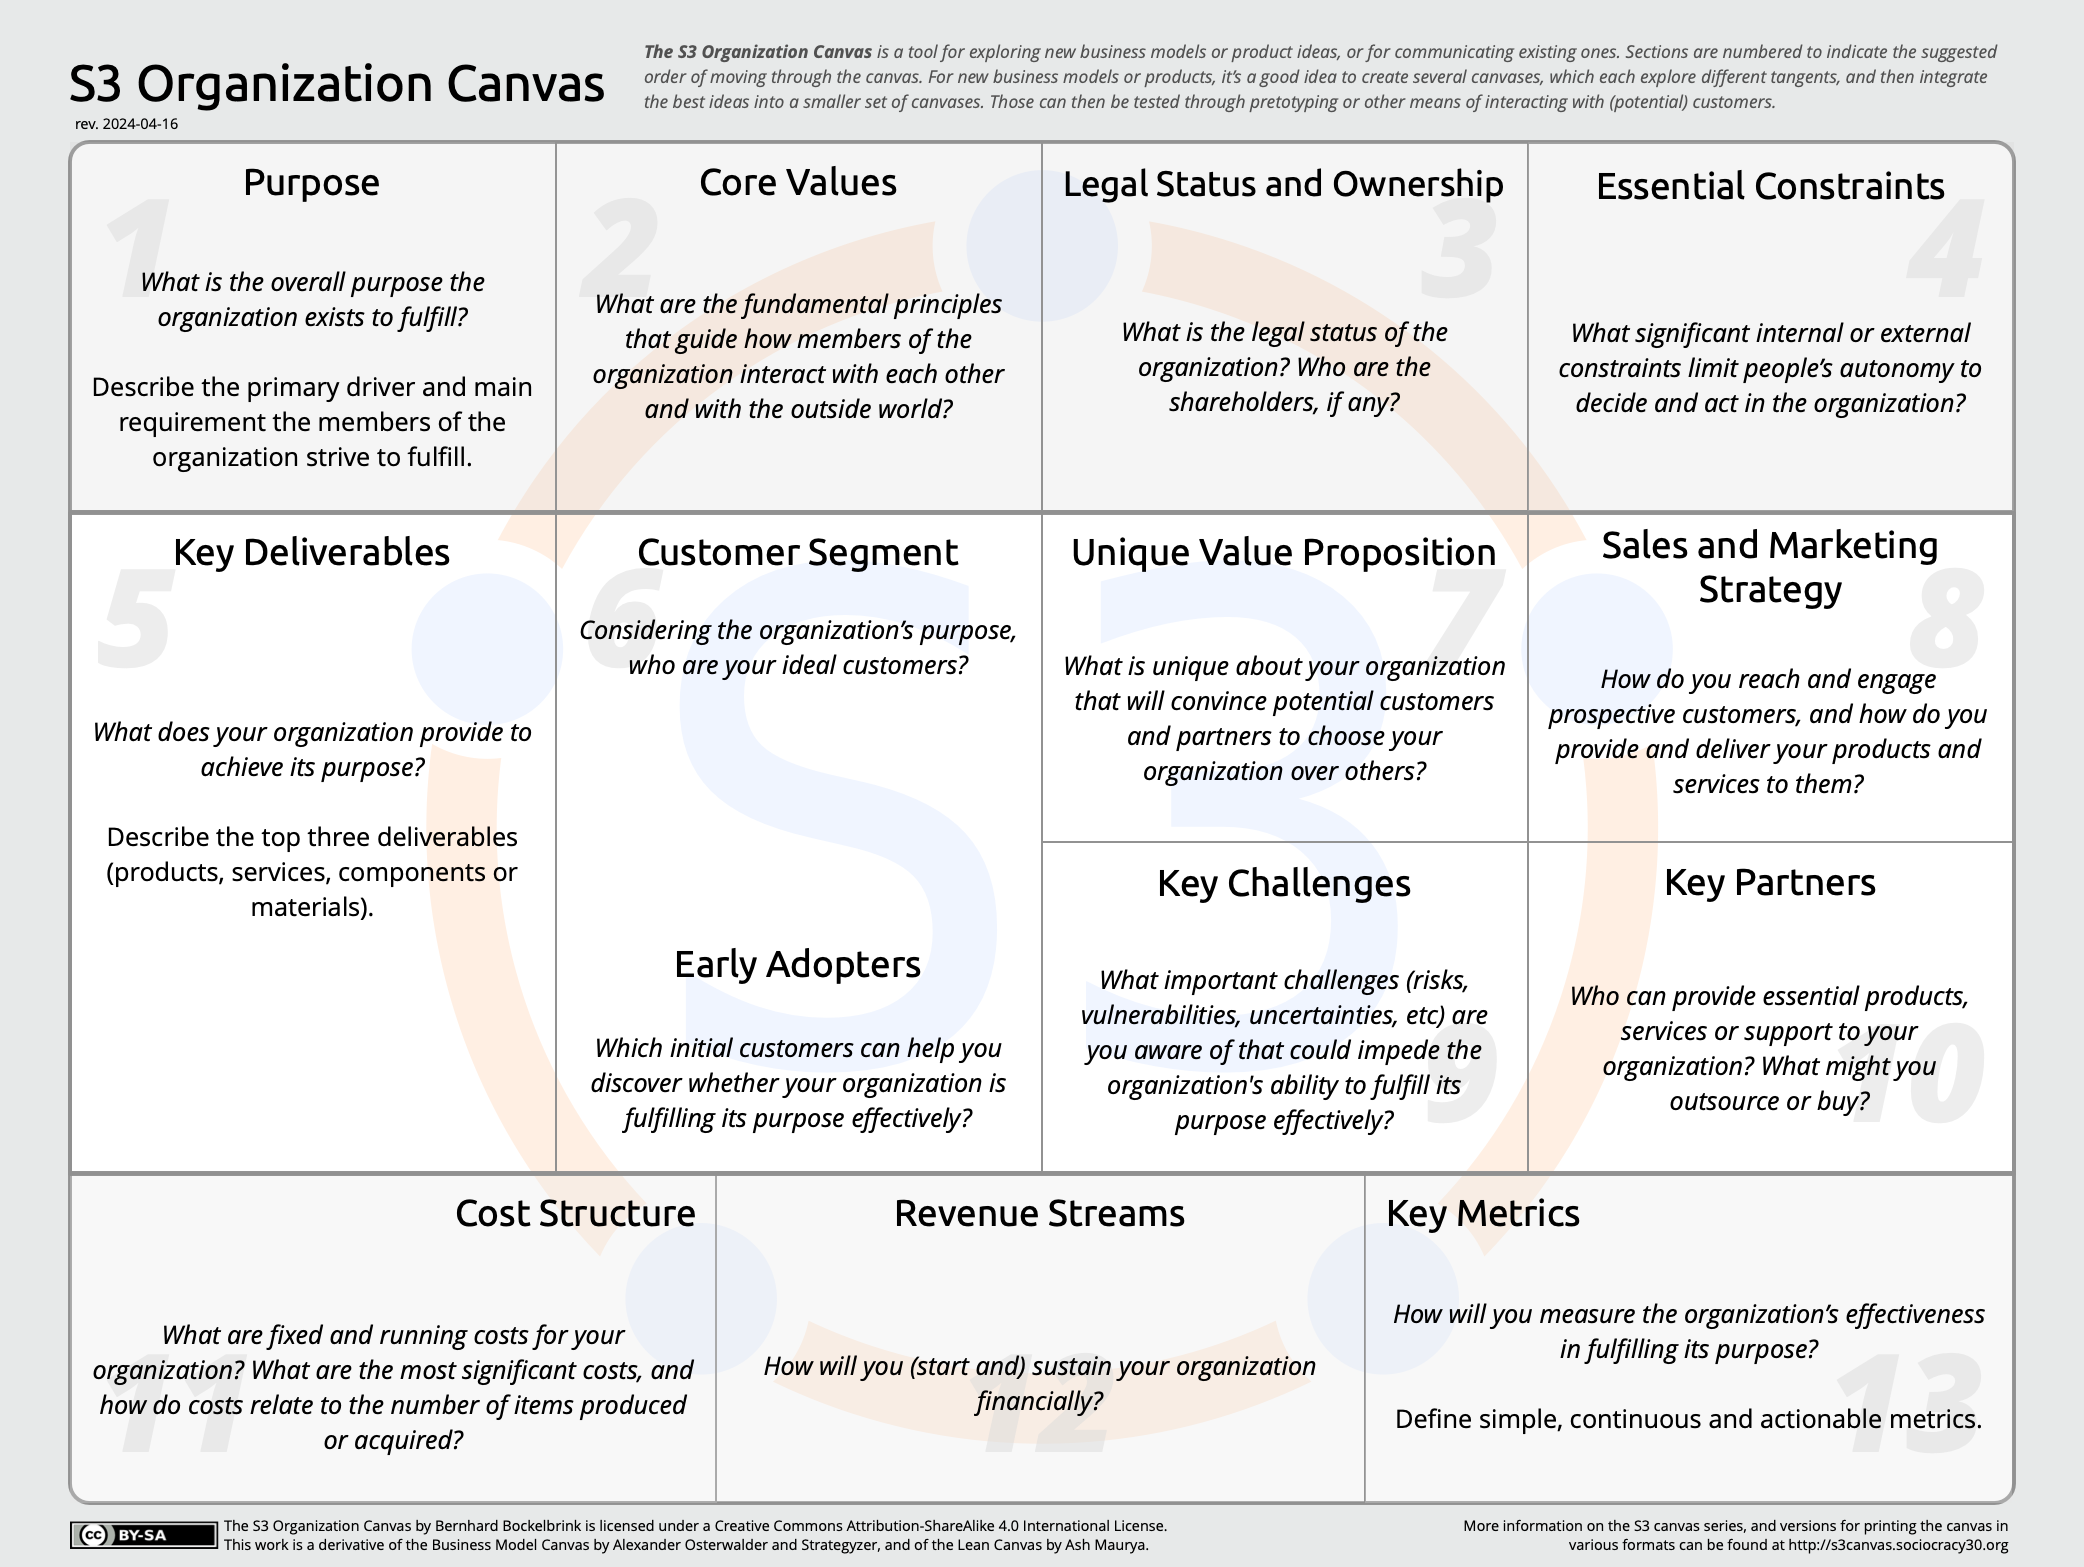 S3 Organization Canvas
rev. 2024-04-16
The S3 Organization Canvas is a tool for exploring new business models or product ideas, or for communicating existing ones. Sections are numbered to indicate the suggested
order of moving through the canvas. For new business models or products, it's a good idea to create several canvases, which each explore different tangents, and then integrate
the best ideas into a smaller set of canvases. Those can then be tested through pretotyping or other means of interacting with (potential) customers.
Purpose
1
What is the overall purpose the
organization exists to fulfill?
Describe the primary driver and main
requirement the members of the
organization strive to fulfill.
Core Values
2
What are the fundamental principles
that guide how members of the
organization interact with each other
and with the outside world?
Legal Status and Ownership
3
What is the legal status of the
organization? Who are the
shareholders, if any?
Essential Constraints
4
What significant internal or external
constraints limit people’s autonomy to
decide and act in the organization?
Key Deliverables
5
What does your organization provide to
achieve its purpose?
Describe the top three deliverables
(products, services, components or
materials).
Customer Segment
6
Considering the organization’s purpose,
who are your ideal customers?
Early Adopters
Which initial customers can help you
discover whether your organization is
fulfilling its purpose effectively?
Unique Value Proposition
7
What is unique about your organization
that will convince potential customers
and partners to choose your
organization over others?
Sales and Marketing
Strategy
8
How do you reach and engage
prospective customers, and how do you
provide and deliver your products and
services to them?
Key Challenges
What important challenges (risks,
vulnerabilities, uncertainties, etc) are
you aware of that could impede the
organization's ability to fulfill its
purpose effectively?
9
Key Partners
Who can provide essential products,
services or support to your
organization? What might you
outsource or buy?
10
S3
Cost Structure
What are fixed and running costs for your
organization? What are the most significant costs, and
how do costs relate to the number of items produced
or acquired?
11
Revenue Streams
How will you (start and) sustain your organization
financially?
12
Key Metrics
How will you measure the organization’s effectiveness
in fulfilling its purpose?
Define simple, continuous and actionable metrics.
13
cc BY-SA
The S3 Organization Canvas by Bernhard Bockelbrink is licensed under a Creative Commons Attribution-ShareAlike 4.0 International License.
This work is a derivative of the Business Model Canvas by Alexander Osterwalder and Strategyzer, and of the Lean Canvas by Ash Maurya.
More information on the S3 canvas series, and versions for printing the canvas in
various formats can be found at http://s3canvas.sociocracy30.org